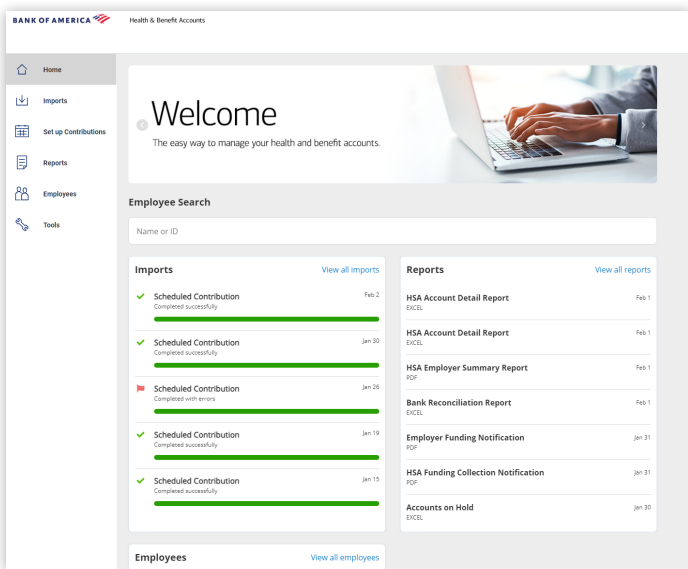 BANK OF AMERICA
Health & Benefit Accounts
Home
Imports
Set up Contributions
Reports
Employees
Tools
Welcome
The easy way to manage your health and benefit accounts.
Employee Search
Name or ID
Imports
View all imports
Scheduled Contribution
Feb 2
Completed successfully
Scheduled Contribution
Jan 30
Completed successfully
Scheduled Contribution
Jan 26
Completed with errors
Scheduled Contribution
Jan 19
Completed successfully
Scheduled Contribution
Jan 15
Completed successfully
Reports
View all reports
HSA Account Detail Report
Feb 1
EXCEL
HSA Account Detail Report
Feb 1
EXCEL
HSA Employer Summary Report
Feb 1
PDF
Bank Reconciliation Report
Feb 1
EXCEL
Employer Funding Notification
Jan 31
PDF
HSA Funding Collection Notification
Jan 31
PDF
Accounts on Hold
Jan 30
EXCEL
Employees
View all employees